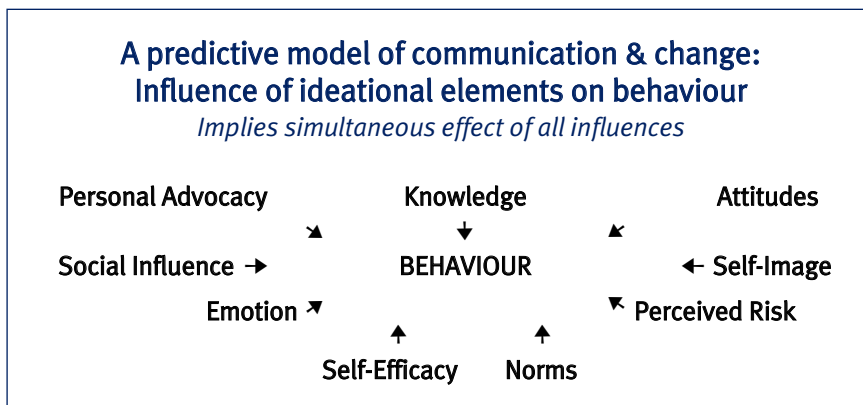 A predictive model of communication & change:
Influence of ideational elements on behaviour
Implies simultaneous effect of all influences
Personal Advocacy Knowledge Attitudes
Social Influence BEHAVIOUR Self-Image
Emotion Perceived Risk
Self-Efficacy Norms